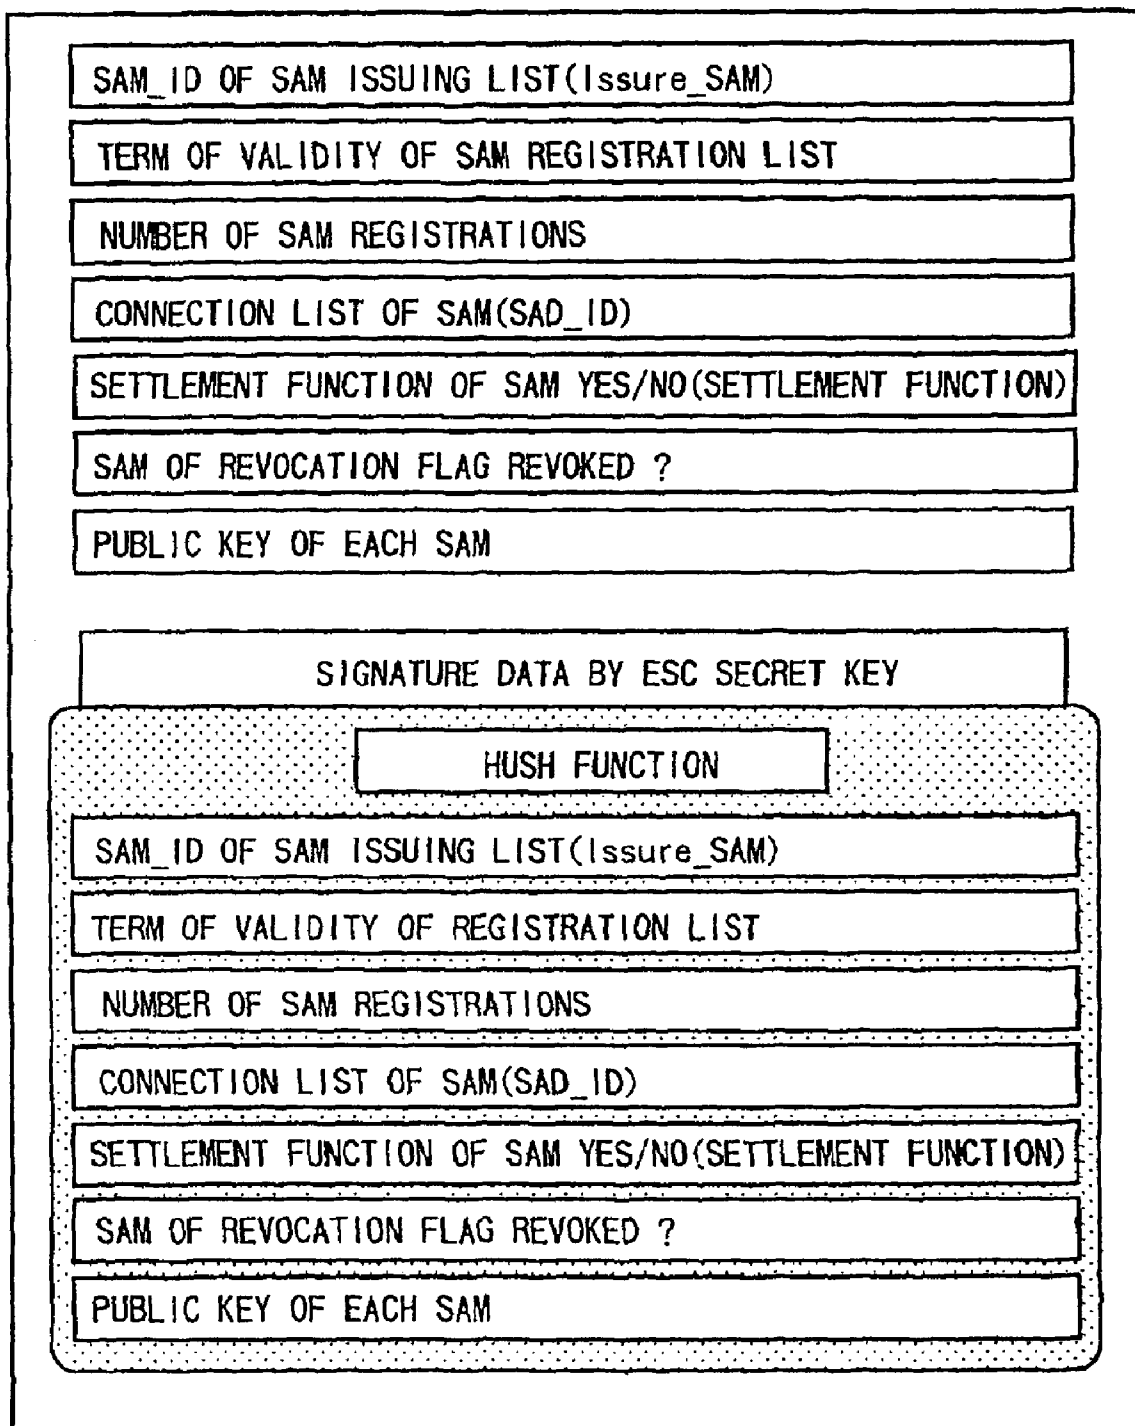 SAM_ID OF SAM ISSUING LIST(Issure_SAM)
TERM OF VALIDITY OF SAM REGISTRATION LIST
NUMBER OF SAM REGISTRATIONS
CONNECTION LIST OF SAM(SAD_ID)
SETTLEMENT FUNCTION OF SAM YES/NO(SETTLEMENT FUNCTION)
SAM OF REVOCATION FLAG REVOKED ?
PUBLIC KEY OF EACH SAM
SIGNATURE DATA BY ESC SECRET KEY
HUSH FUNCTION
SAM_ID OF SAM ISSUING LIST(Issure_SAM)
TERM OF VALIDITY OF REGISTRATION LIST
NUMBER OF SAM REGISTRATIONS
CONNECTION LIST OF SAM(SAD_ID)
SETTLEMENT FUNCTION OF SAM YES/NO(SETTLEMENT FUNCTION)
SAM OF REVOCATION FLAG REVOKED ?
PUBLIC KEY OF EACH SAM